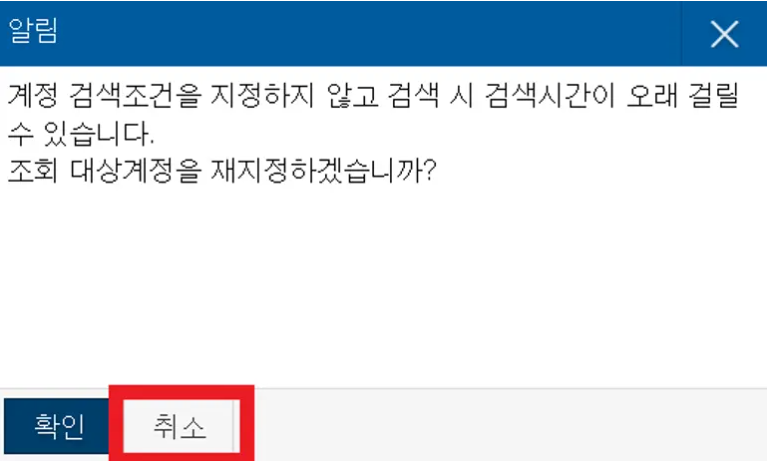 알림
계정 검색조건을 지정하지 않고 검색 시 검색시간이 오래 걸릴
수 있습니다.
조회 대상계정을 재지정하겠습니까?
확인
취소